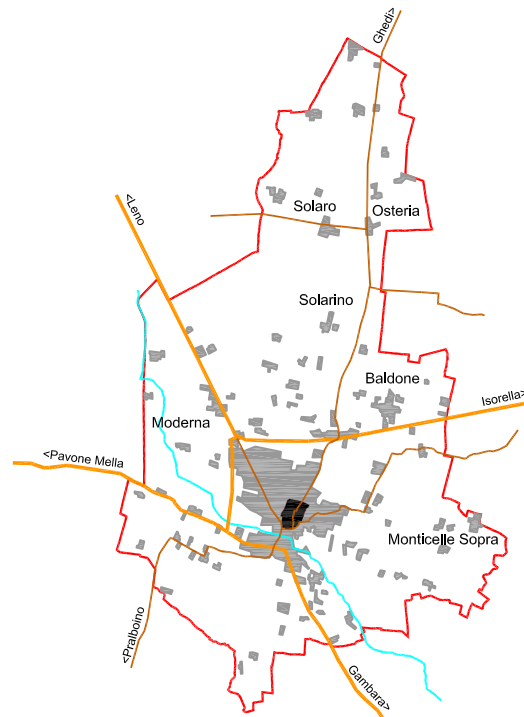 Ghedi>
Solaro
Osteria
<Leno
Solarino
Baldone
Isorella>
Moderna
<Pavone Mella
Monticelle Sopra
<Pralboino
Gambara>